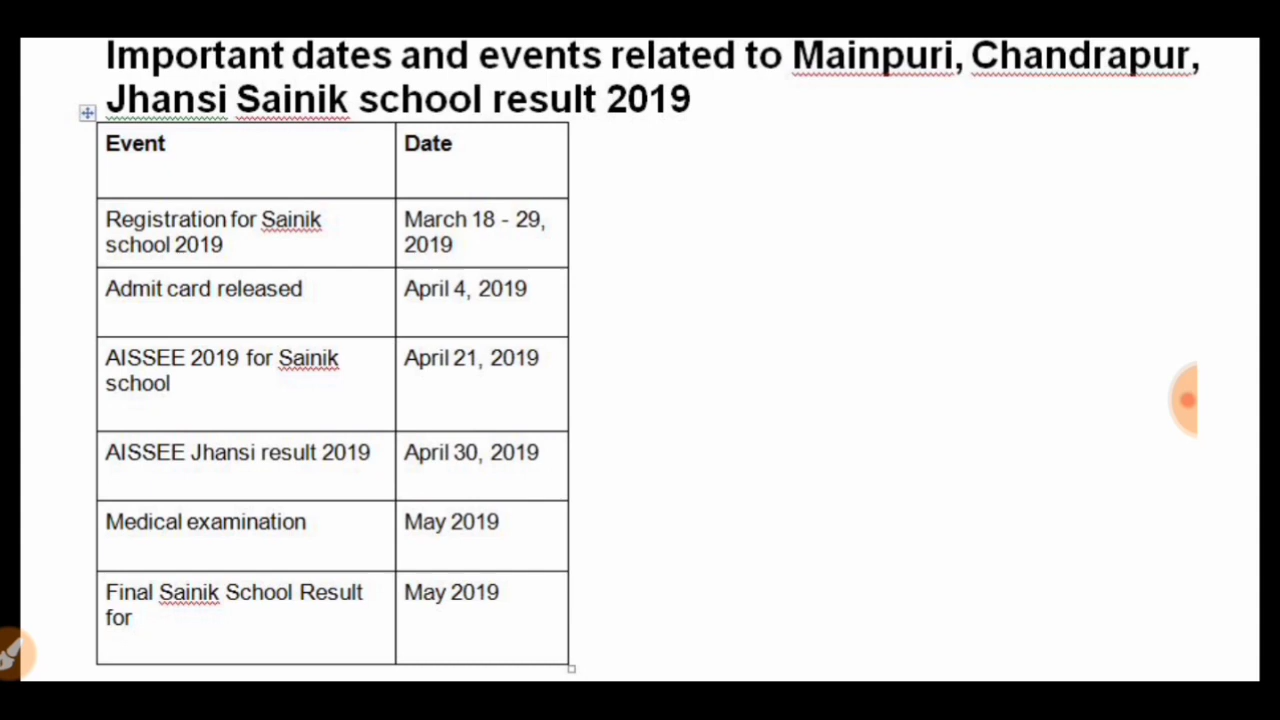 Important dates and events related to Mainpuri, Chandrapur,
Jhansi Sainik school result 2019
Event Date
Registration for Sainik March 18 - 29,
school 2019 2019
Admit card released April 4, 2019
AISSEE 2019 for Sainik April 21, 2019
school
AISSEE Jhansi result 2019 April 30, 2019
Medical examination May 2019
Final Sainik School Result May 2019
for